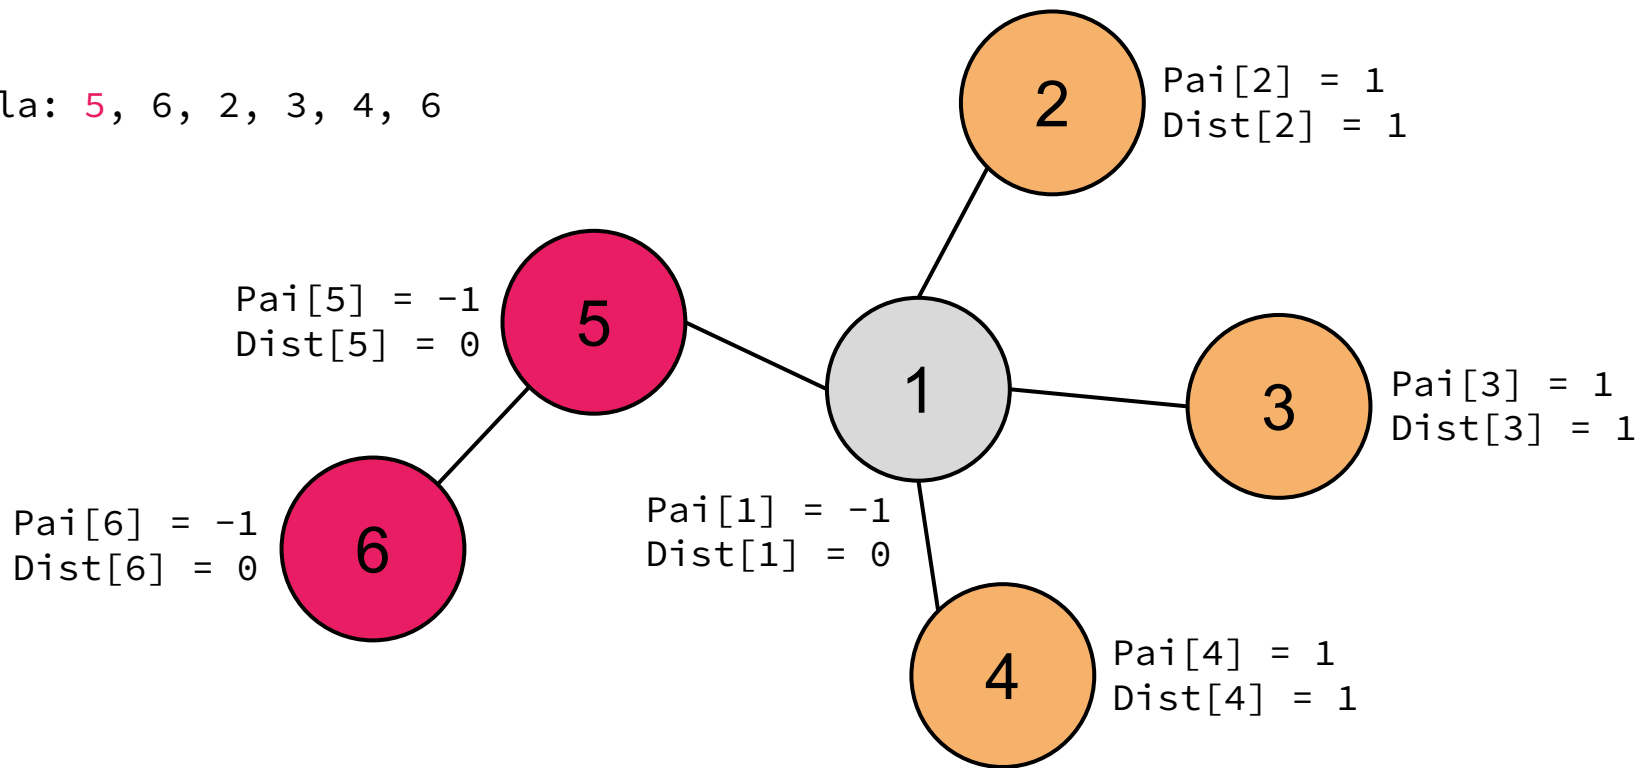 la: 5, 6, 2, 3, 4, 6
2
Pai[2] = 1
Dist[2] = 1
Pai[5] = −1
Dist[5] = 0
5
1
3
Pai[3] = 1
Dist[3] = 1
Pai[6] = −1
Dist[6] = 0
6
Pai[1] = −1
Dist[1] = 0
4
Pai[4] = 1
Dist[4] = 1